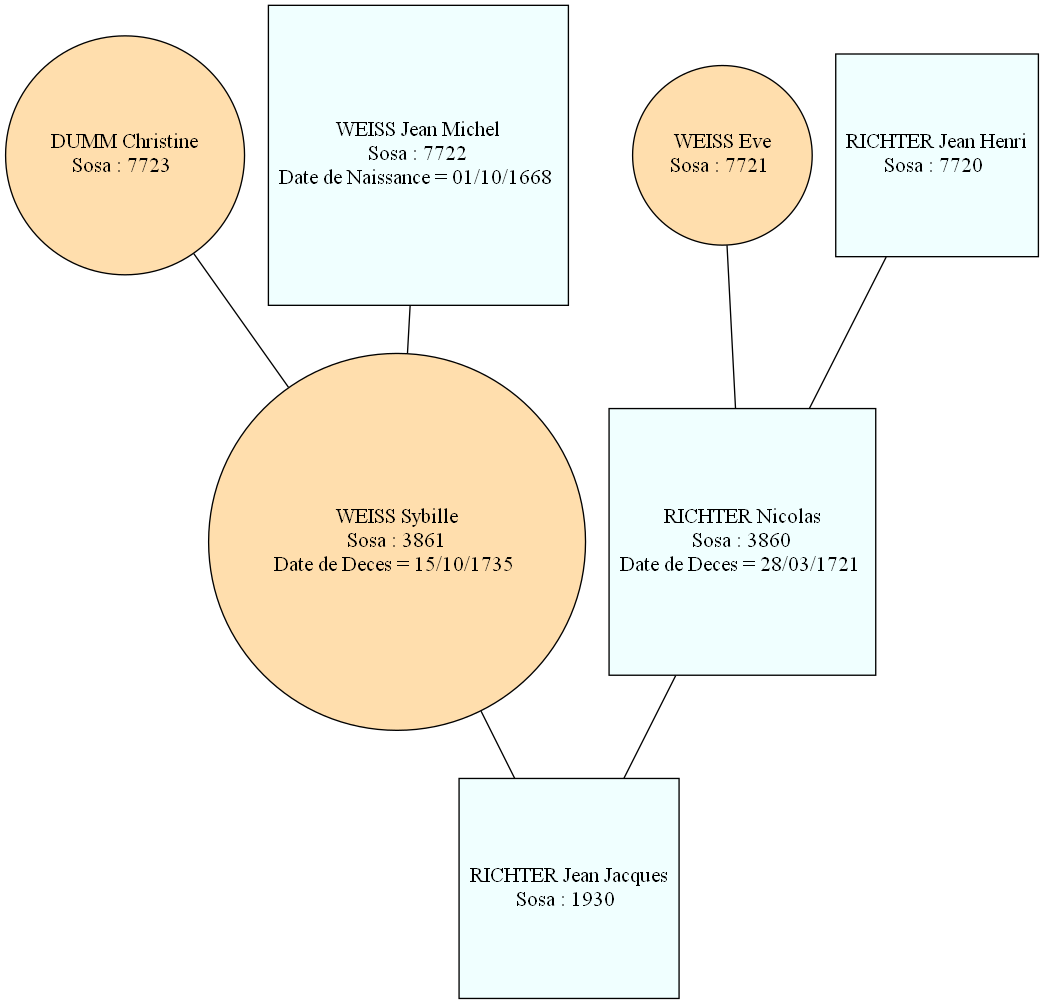 DUMM Christine
Sosa : 7723
WEISS Jean Michel
Sosa : 7722
Date de Naissance = 01/10/1668
WEISS Eve
Sosa : 7721
RICHTER Jean Henri
Sosa : 7720
WEISS Sybille
Sosa : 3861
Date de Deces = 15/10/1735
RICHTER Nicolas
Sosa : 3860
Date de Deces = 28/03/1721
RICHTER Jean Jacques
Sosa : 1930